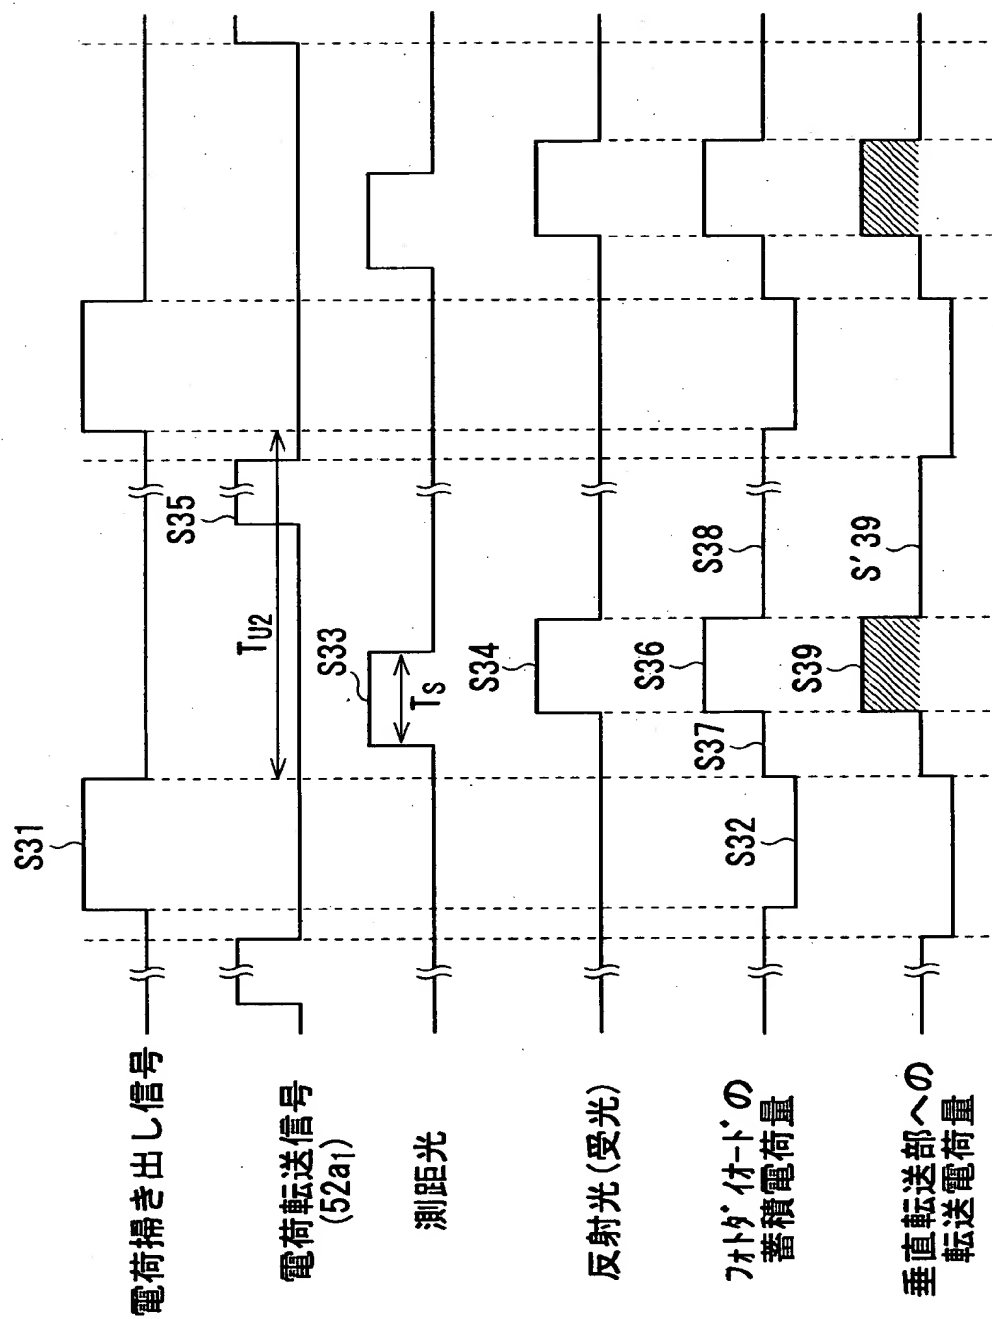 電荷掃き出し信号
S31
電荷転送信号
(52a1)
S35
TU2
測距光
S33
TS
反射光(受光)
S34
フォトダイオードの
蓄積電荷量
S32
S37
S36
S38
垂直転送部への
転送電荷量
S39
S'39